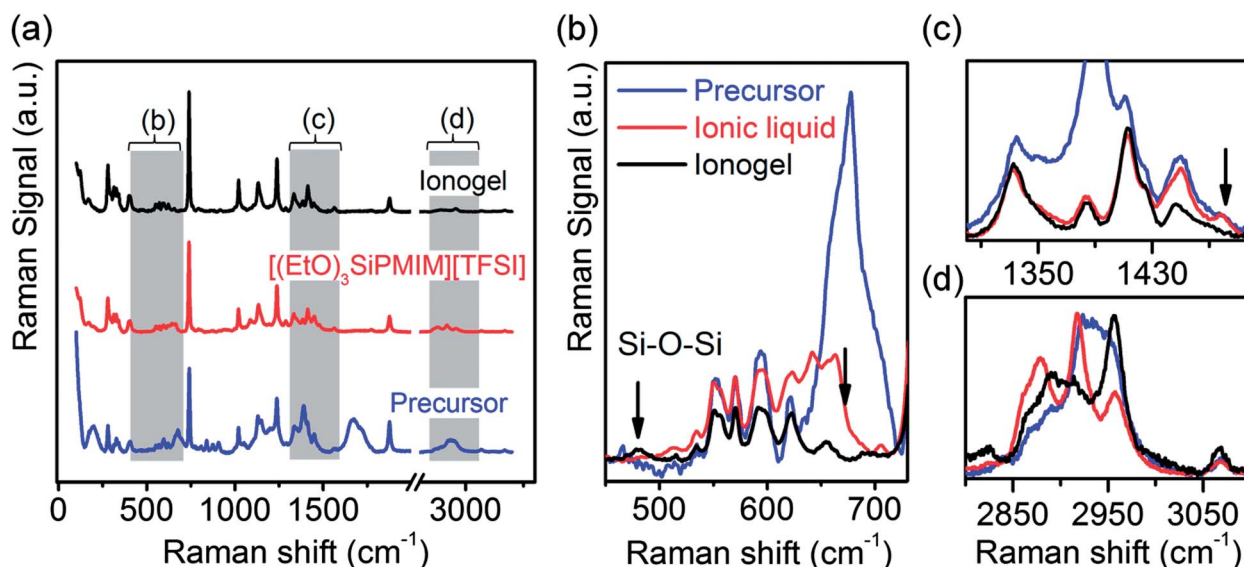 (a)
Raman Signal (a.u.)
(b)
(c)
(d)
Ionogel
[(EtO)₃SiPMIM][TFSI]
Precursor
0
500
1000
1500
3000
Raman shift (cm⁻¹)
(b)
Raman Signal (a.u.)
Precursor
Ionic liquid
Ionogel
Si-O-Si
500
600
700
Raman shift (cm⁻¹)
(c)
1350
1430
(d)
2850
2950
3050
Raman shift (cm⁻¹)